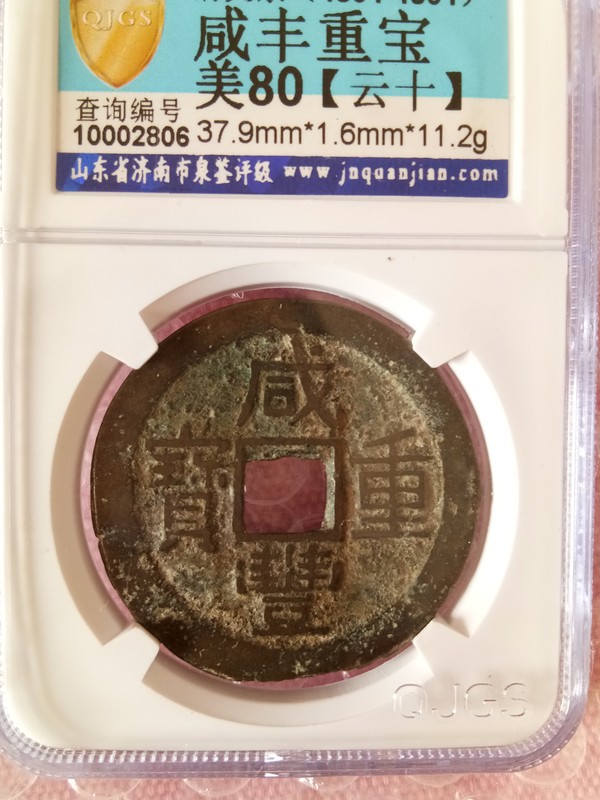 QJGS
咸丰重宝
美80【云十】
查询编号
10002806 37.9mm*1.6mm*11.2g
山东省济南市泉鉴评级 www.jnquanjian.com
咸
寶 重
豐
QJGS